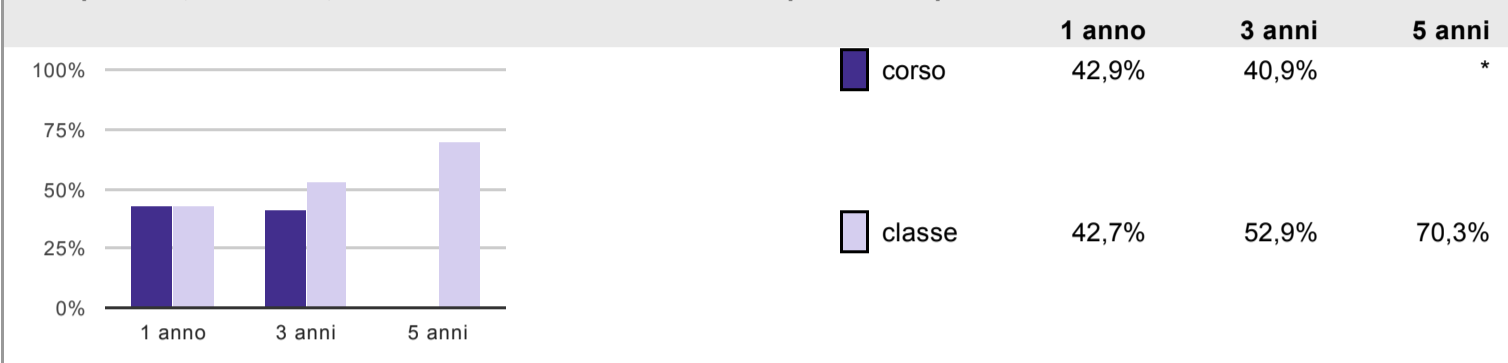 1 anno 3 anni 5 anni
corso 42,9% 40,9% *
classe 42,7% 52,9% 70,3%
100%
75%
50%
25%
0%
1 anno 3 anni 5 anni